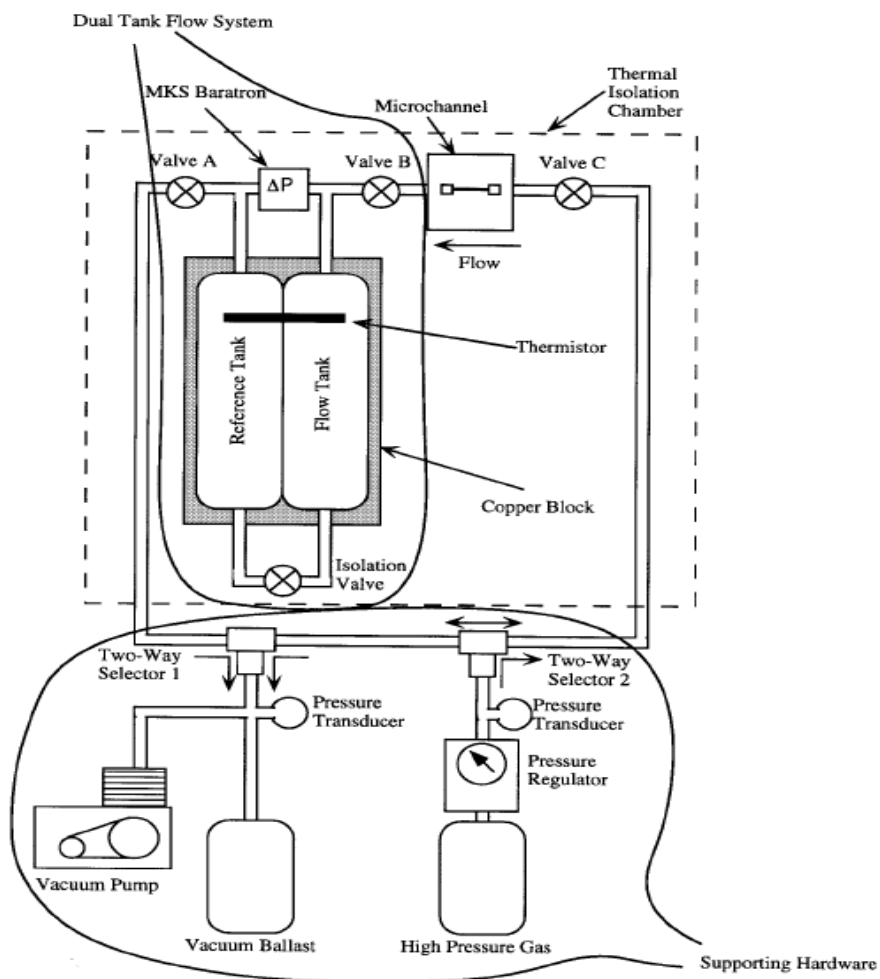 Dual Tank Flow System
MKS Baratron
Thermal
Isolation
Chamber
Microchannel
Valve A
Valve B
Valve C
ΔP
Flow
Thermistor
Reference Tank
Flow Tank
Copper Block
Isolation
Valve
Two-Way
Selector 1
Two-Way
Selector 2
Pressure
Transducer
Pressure
Transducer
Pressure
Regulator
Vacuum Pump
Vacuum Ballast
High Pressure Gas
Supporting Hardware